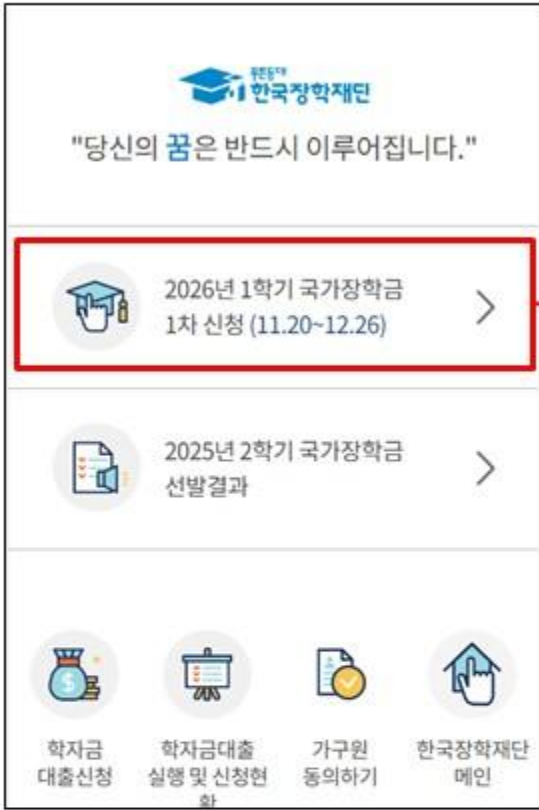 푸른등대
한국장학재단
"당신의 꿈은 반드시 이루어집니다."
2026년 1학기 국가장학금
1차 신청 (11.20~12.26)
2025년 2학기 국가장학금
선발결과
학자금
대출신청
학자금대출
실행 및 신청현
황
가구원
동의하기
한국장학재단
메인